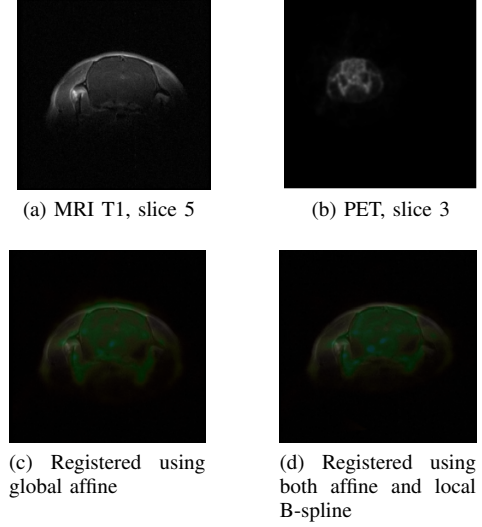 (a) MRI T1, slice 5
(b) PET, slice 3
(c) Registered using
global affine
(d) Registered using
both affine and local
B-spline